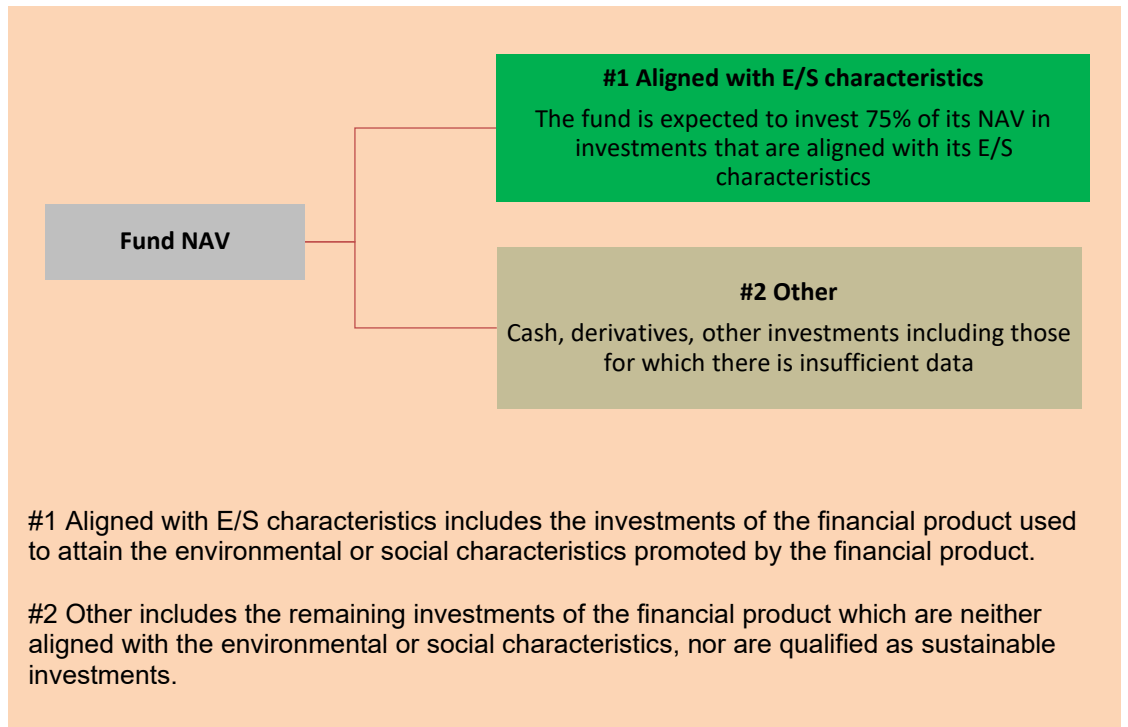 #1 Aligned with E/S characteristics
The fund is expected to invest 75% of its NAV in
investments that are aligned with its E/S
characteristics
Fund NAV
#2 Other
Cash, derivatives, other investments including those
for which there is insufficient data
#1 Aligned with E/S characteristics includes the investments of the financial product used
to attain the environmental or social characteristics promoted by the financial product.
#2 Other includes the remaining investments of the financial product which are neither
aligned with the environmental or social characteristics, nor are qualified as sustainable
investments.